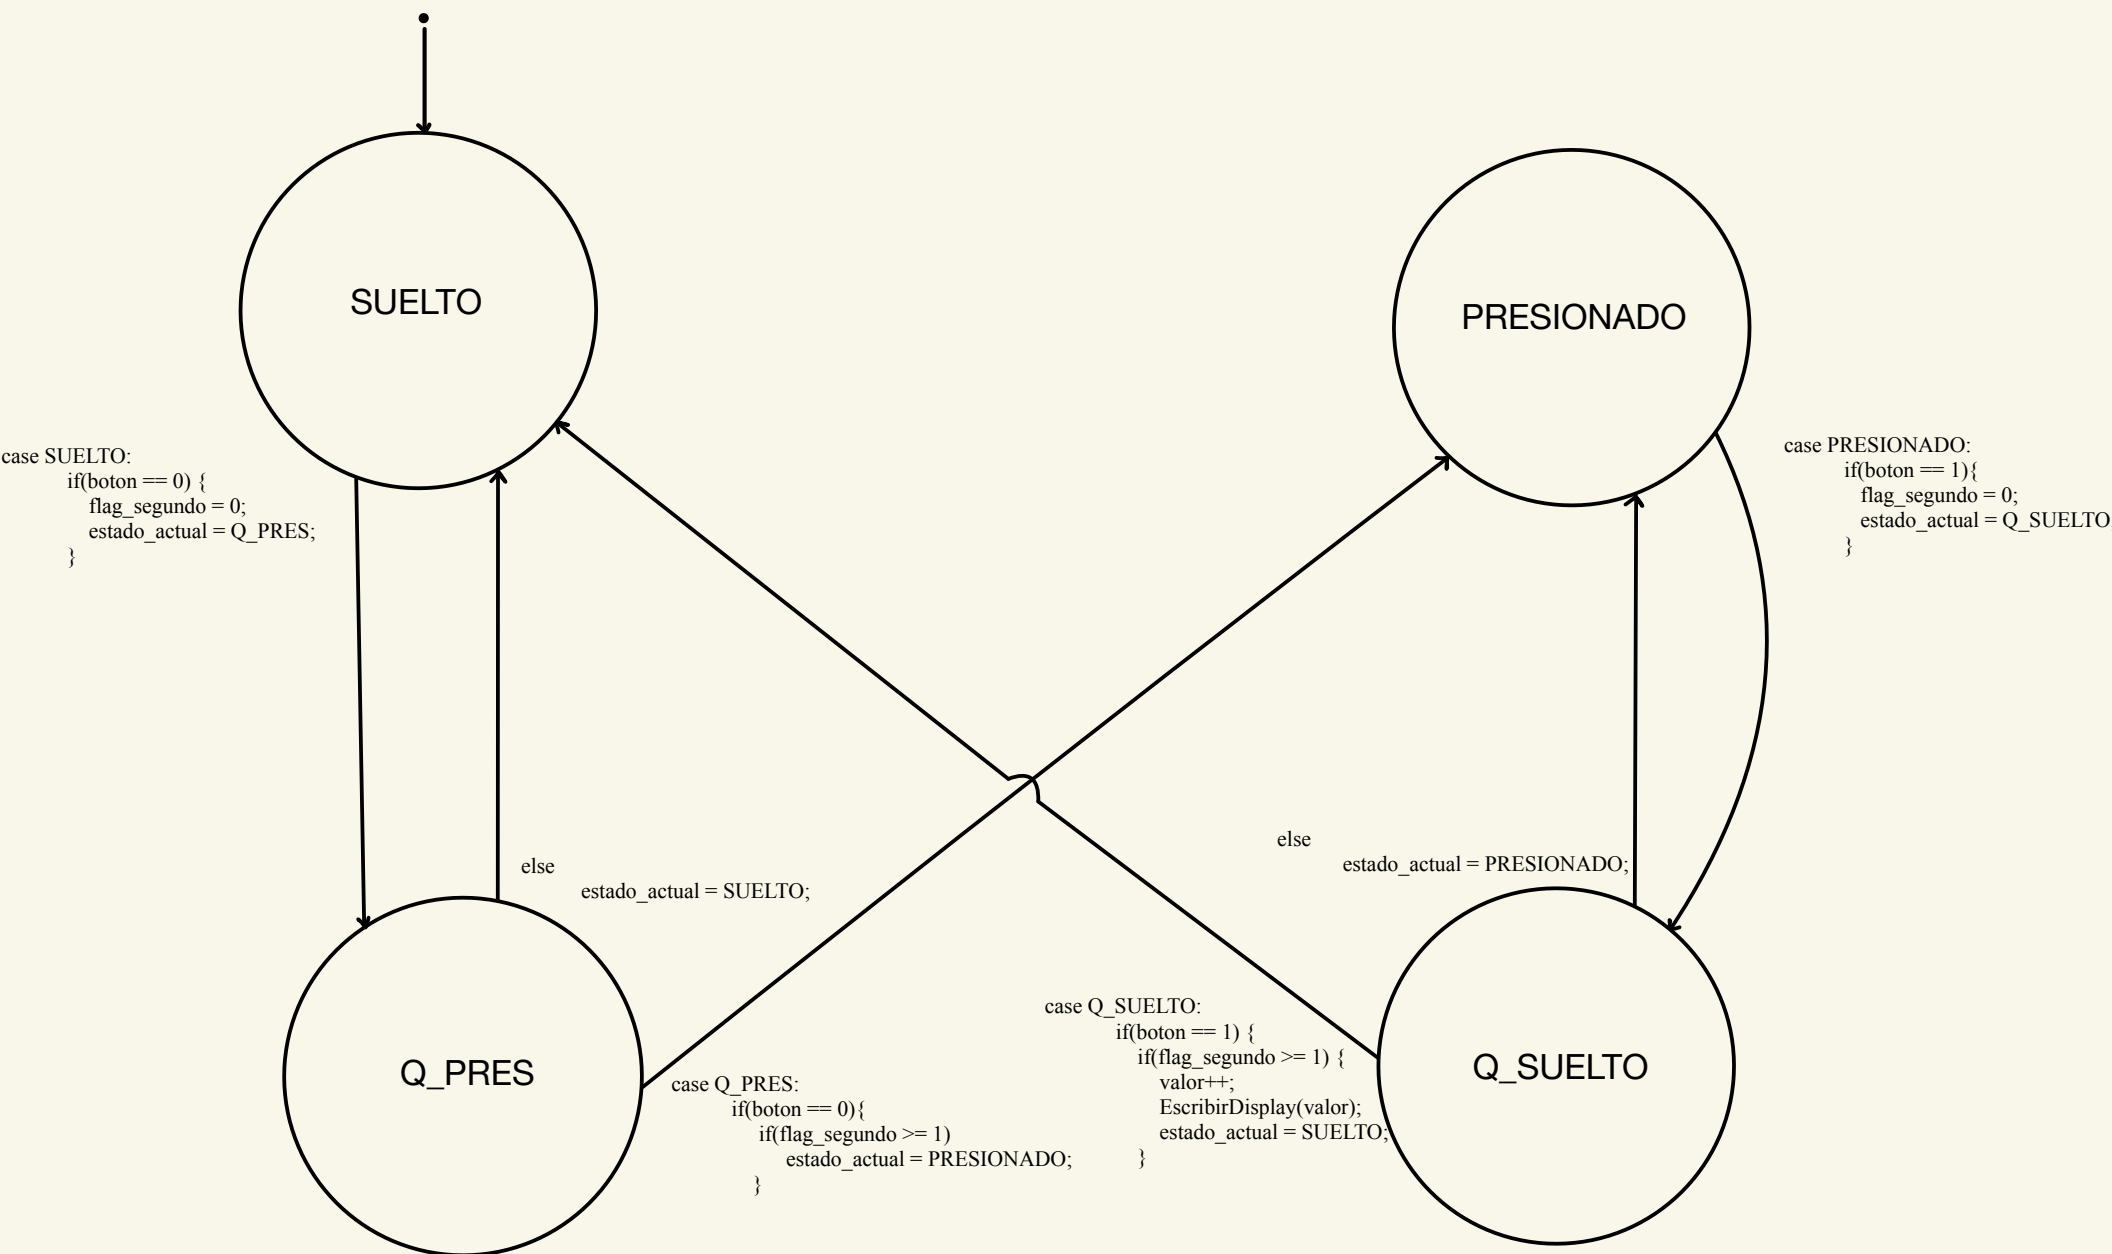 SUELTO
PRESIONADO
case SUELTO:
if(boton == 0) {
flag_segundo = 0;
estado_actual = Q_PRES;
}
case PRESIONADO:
if(boton == 1){
flag_segundo = 0;
estado_actual = Q_SUELTO
}
else
estado_actual = SUELTO;
else
estado_actual = PRESIONADO;
Q_PRES
case Q_PRES:
if(boton == 0){
if(flag_segundo >= 1)
estado_actual = PRESIONADO;
}
case Q_SUELTO:
if(boton == 1) {
if(flag_segundo >= 1) {
valor++;
EscribirDisplay(valor);
estado_actual = SUELTO;
}
Q_SUELTO